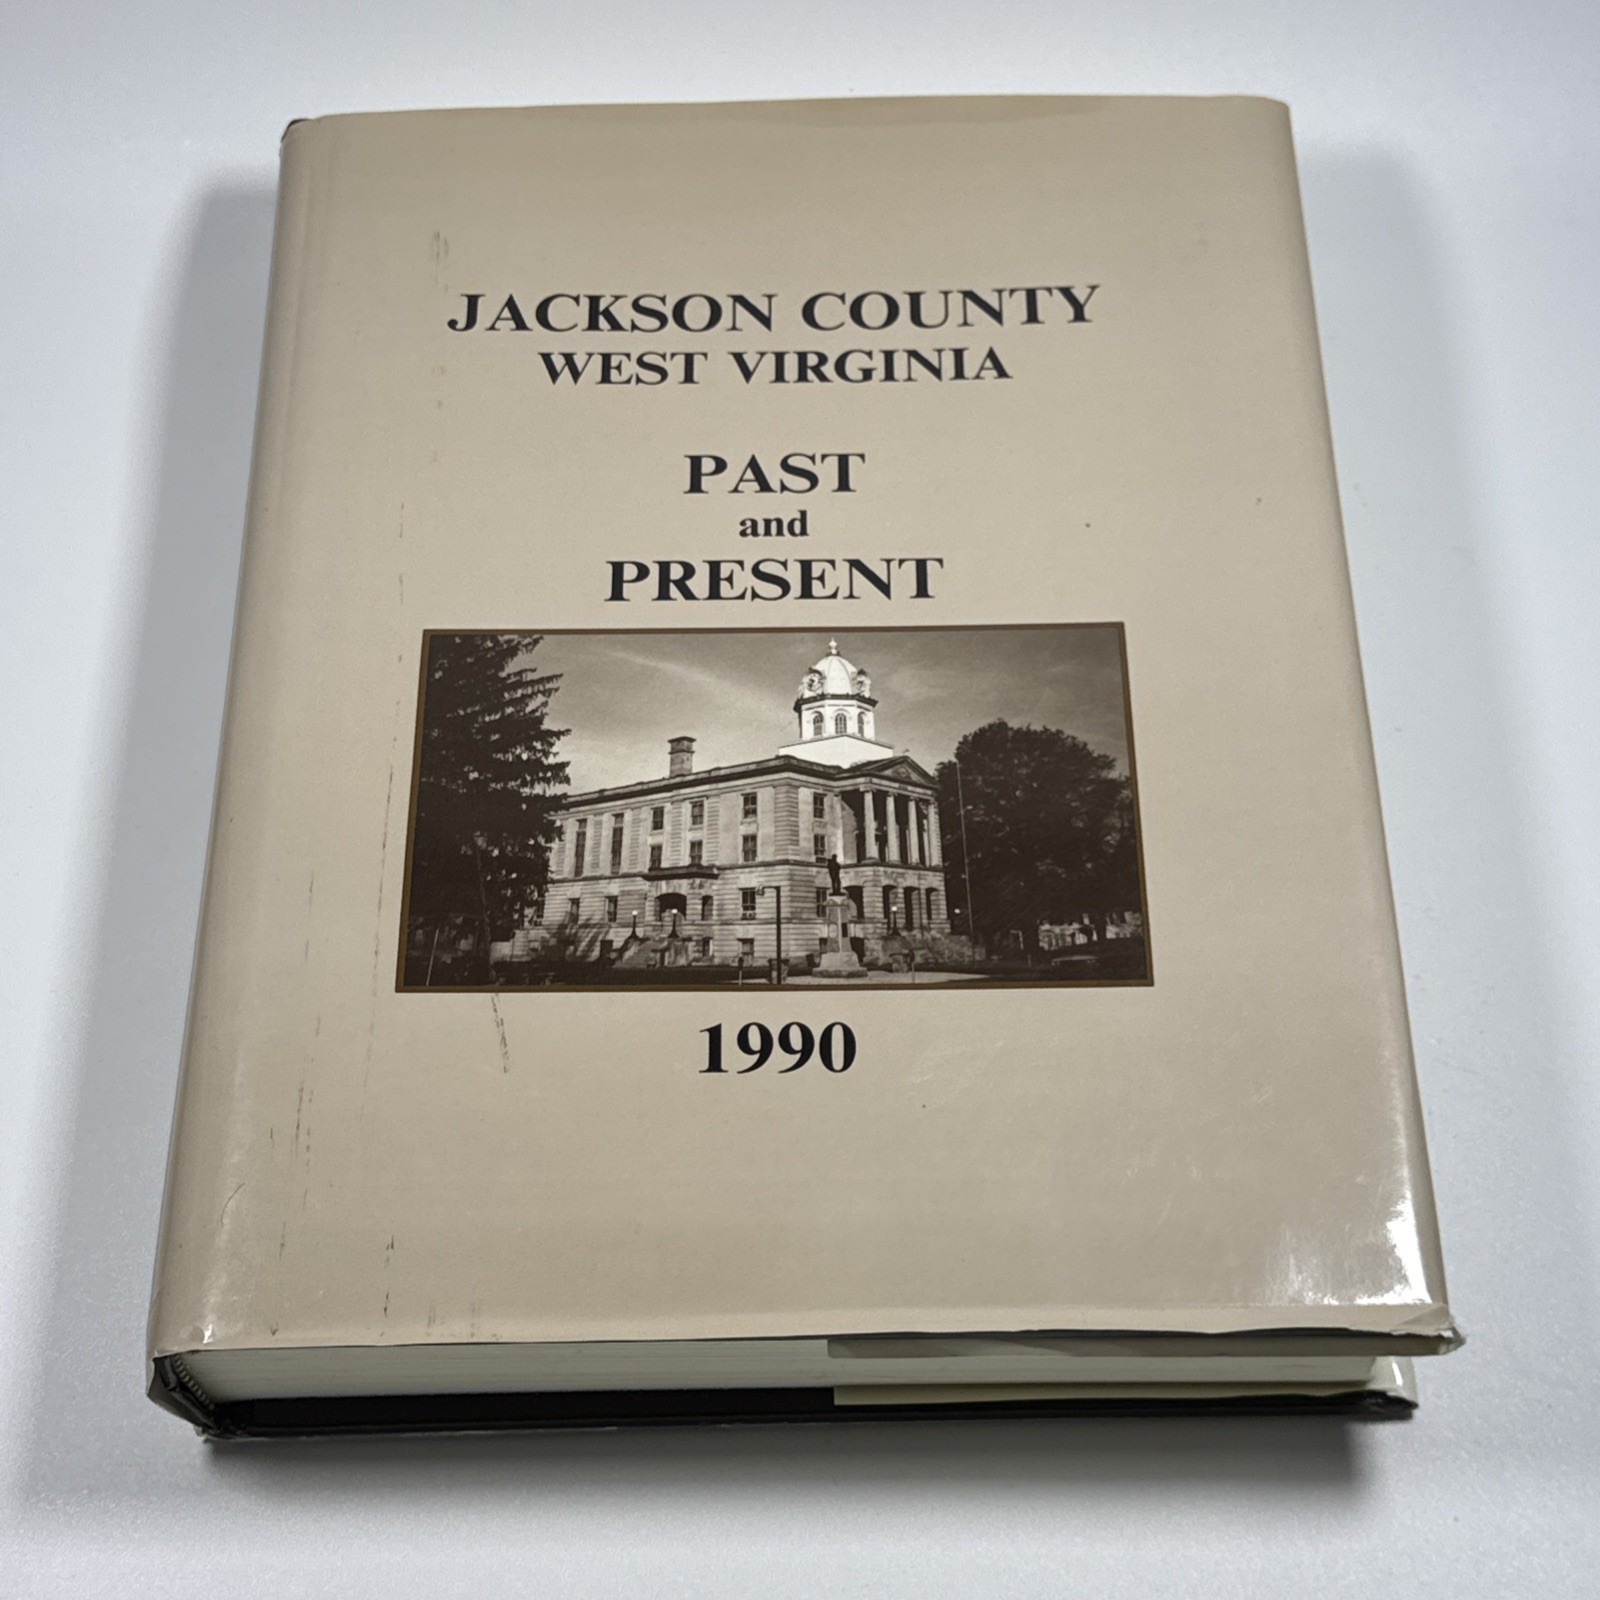 JACKSON COUNTY
WEST VIRGINIA
PAST
and
PRESENT
1990